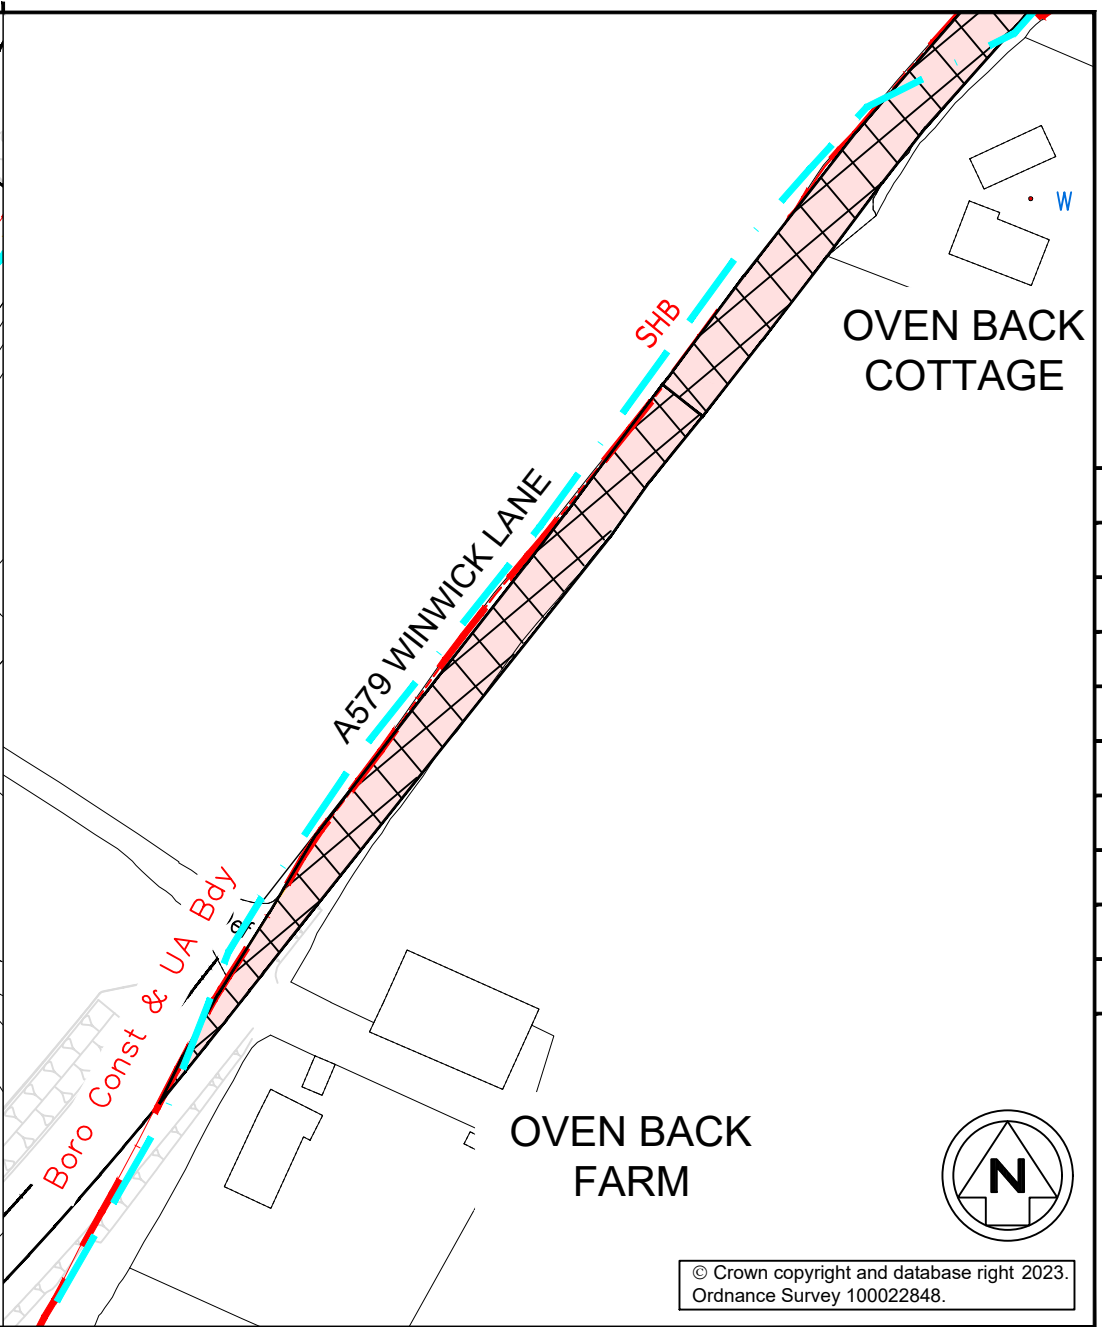 W
OVEN BACK
COTTAGE
SHB
A579 WINWICK LANE
Boro Const & UA Bdy
OVEN BACK
FARM
N
© Crown copyright and database right 2023.
Ordnance Survey 100022848.